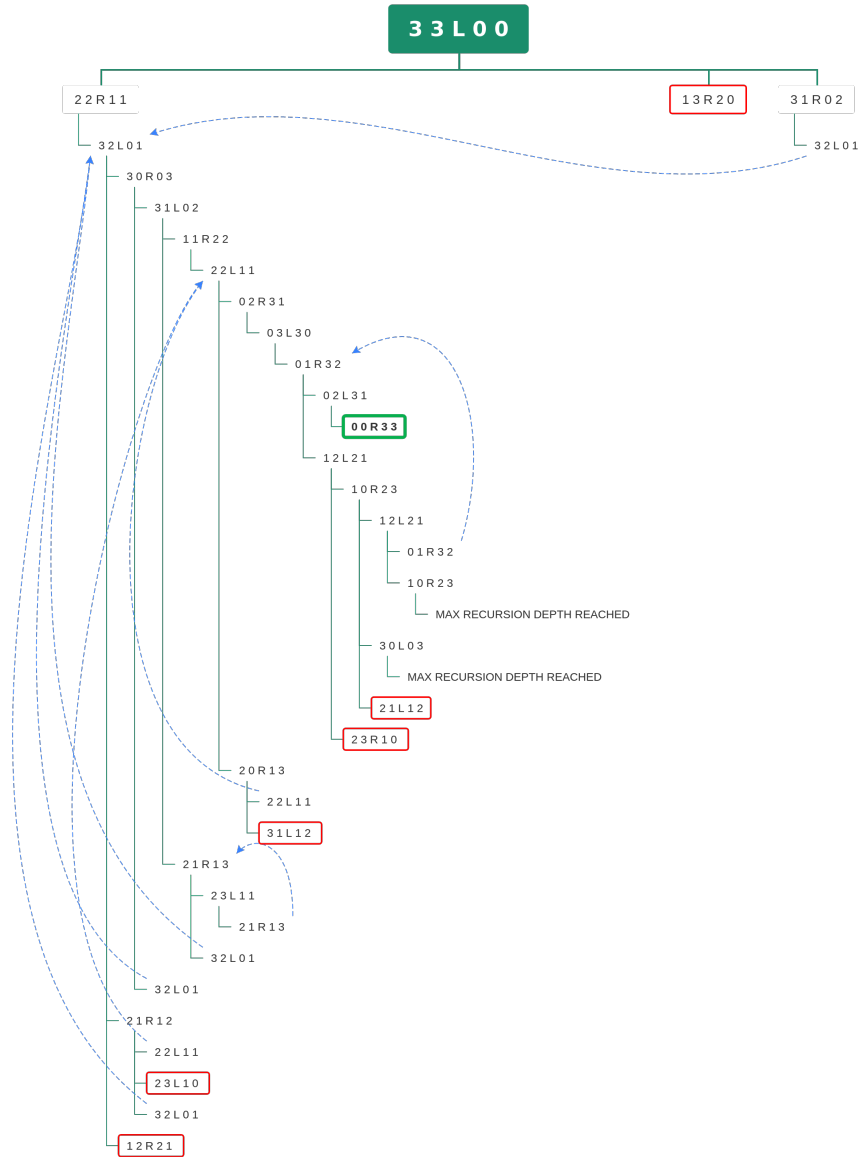 33L00
22R11 13R20 31R02
32L01 32L01
30R03
31L02
11R22
22L11
02R31
03L30
01R32
02L31
00R33
12L21
10R23
12L21
01R32
10R23
MAX RECURSION DEPTH REACHED
30L03
MAX RECURSION DEPTH REACHED
21L12
23R10
20R13
22L11
31L12
21R13
23L11
21R13
32L01
32L01
21R12
22L11
23L10
32L01
12R21